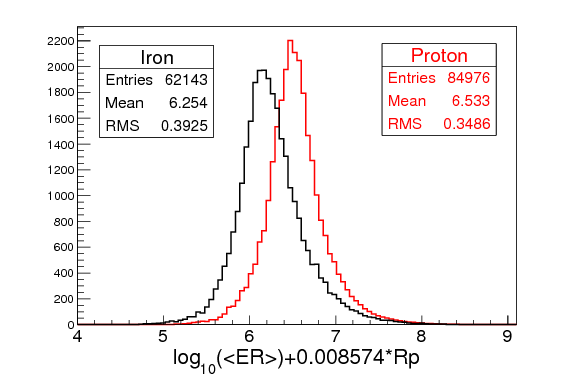 2200
2000
1800
1600
1400
1200
1000
800
600
400
200
0
Iron
Entries 62143
Mean 6.254
RMS 0.3925
Proton
Entries 84976
Mean 6.533
RMS 0.3486
4 5 6 7 8 9
log10(<ER>)+0.008574*Rp